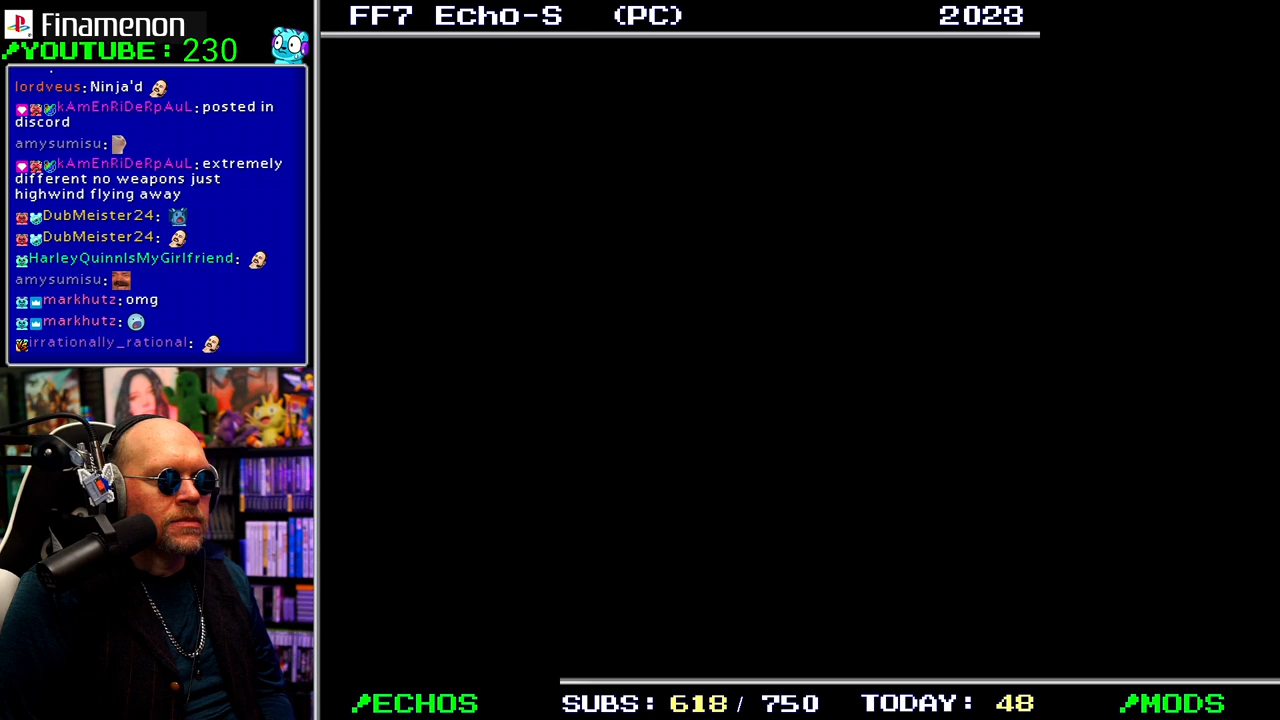 Finamenon
/YOUTUBE: 230
lordveus: Ninja'd
kAmEnRiDeRpAuL: posted in
discord
amysumisu:
kAmEnRiDeRpAuL: extremely
different no weapons just
highwind flying away
DubMeister24:
DubMeister24:
HarleyQuinnIsMyGirlfriend:
amysumisu:
markhutz: omg
markhutz:
irrationally_rational:
FF7 Echo-S (PC) 2023
/ECHOS SUBS: 618/ 750 TODAY: 48 /MODS